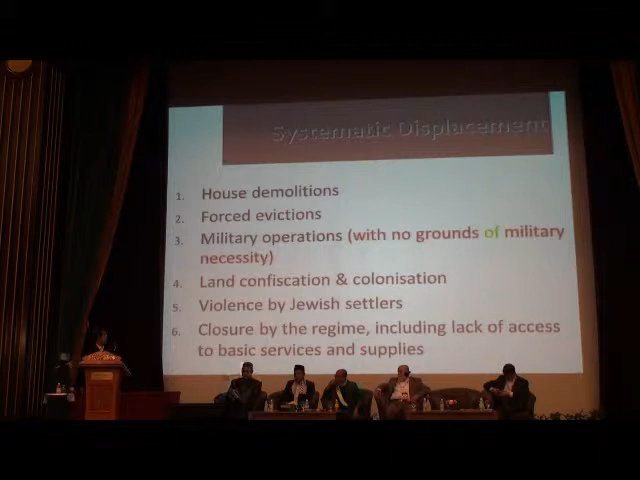 Systematic Displacement
1. House demolitions
2. Forced evictions
3. Military operations (with no grounds of military
necessity)
4. Land confiscation & colonisation
5. Violence by Jewish settlers
6. Closure by the regime, including lack of access
to basic services and supplies